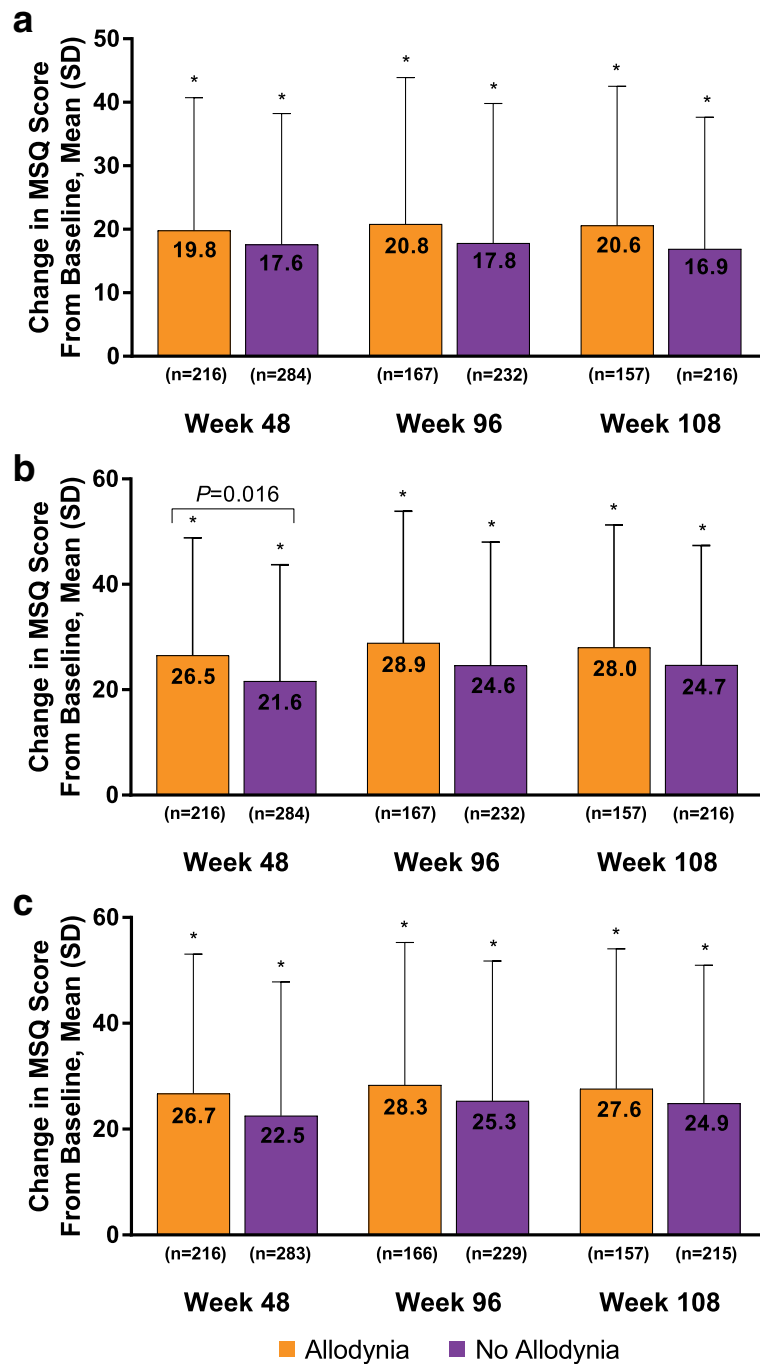 a
Change in MSQ Score
From Baseline, Mean (SD)
50
40
30
20
10
0
* * * * * *
19.8 17.6 20.8 17.8 20.6 16.9
(n=216) (n=284) (n=167) (n=232) (n=157) (n=216)
Week 48 Week 96 Week 108
b
Change in MSQ Score
From Baseline, Mean (SD)
60
40
20
0
P=0.016
* * * * * *
26.5 21.6 28.9 24.6 28.0 24.7
(n=216) (n=284) (n=167) (n=232) (n=157) (n=216)
Week 48 Week 96 Week 108
c
Change in MSQ Score
From Baseline, Mean (SD)
60
40
20
0
* * * * * *
26.7 22.5 28.3 25.3 27.6 24.9
(n=216) (n=283) (n=166) (n=229) (n=157) (n=215)
Week 48 Week 96 Week 108
Allodynia No Allodynia